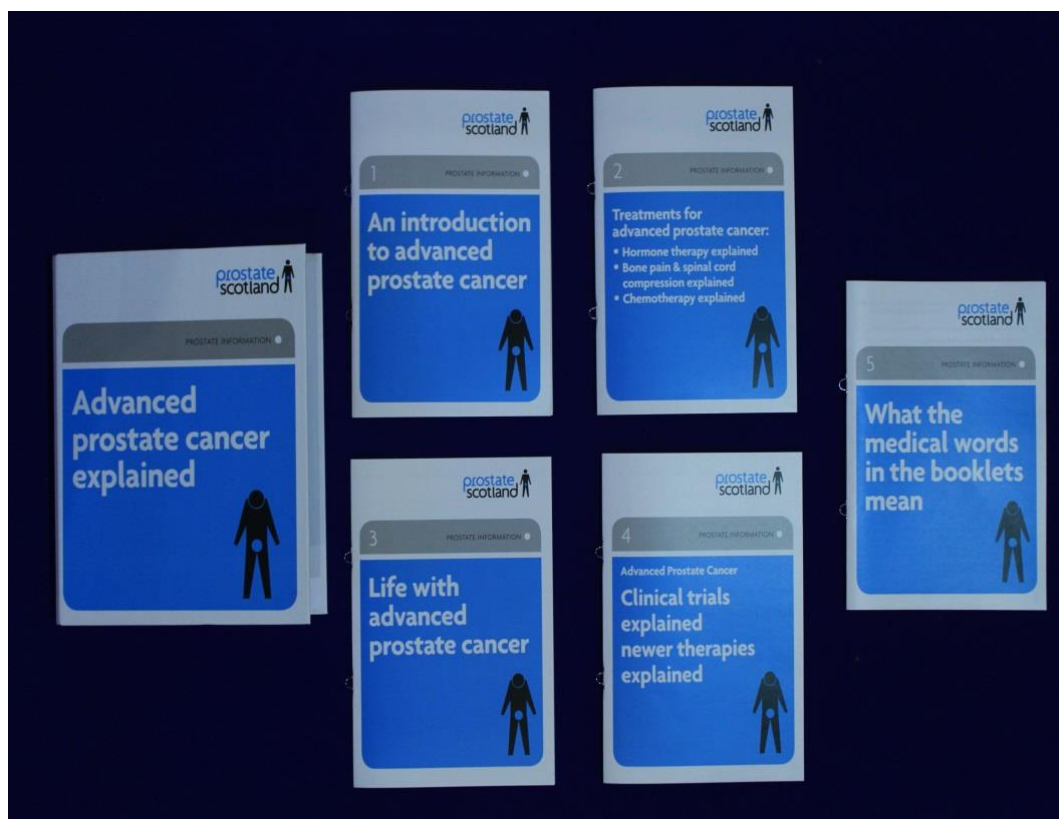 prostate
scotland
PROSTATE INFORMATION
Advanced
prostate cancer
explained
prostate
scotland
1
PROSTATE INFORMATION
An introduction
to advanced
prostate cancer
prostate
scotland
2
PROSTATE INFORMATION
Treatments for
advanced prostate cancer:
• Hormone therapy explained
• Bone pain & spinal cord
compression explained
• Chemotherapy explained
prostate
scotland
3
PROSTATE INFORMATION
Life with
advanced
prostate cancer
prostate
scotland
4
PROSTATE INFORMATION
Advanced Prostate Cancer
Clinical trials
explained
newer therapies
explained
prostate
scotland
5
PROSTATE INFORMATION
What the
medical words
in the booklets
mean